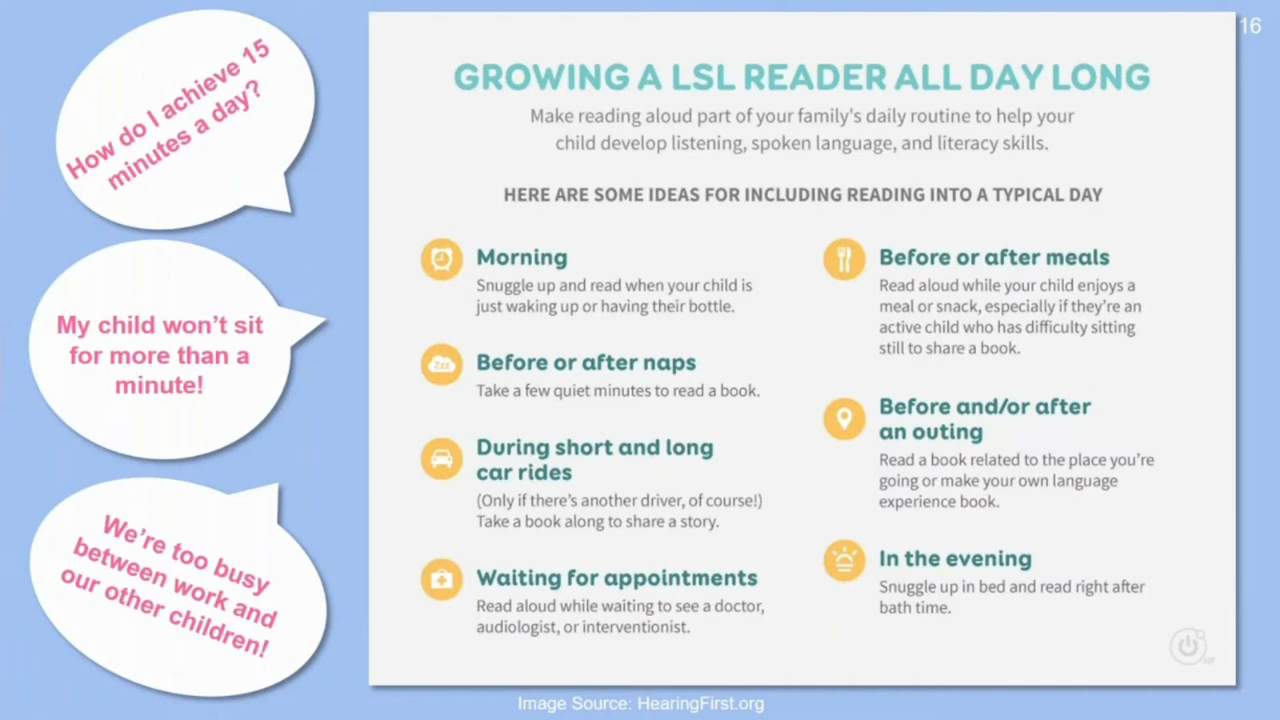 How do I achieve 15
minutes a day?
My child won't sit
for more than a
minute!
We're too busy
between work and
our other children!
16
GROWING A LSL READER ALL DAY LONG
Make reading aloud part of your family's daily routine to help your
child develop listening, spoken language, and literacy skills.
HERE ARE SOME IDEAS FOR INCLUDING READING INTO A TYPICAL DAY
Morning
Snuggle up and read when your child is
just waking up or having their bottle.
Before or after naps
Take a few quiet minutes to read a book.
During short and long
car rides
(Only if there's another driver, of course!)
Take a book along to share a story.
Waiting for appointments
Read aloud while waiting to see a doctor,
audiologist, or interventionist.
Before or after meals
Read aloud while your child enjoys a
meal or snack, especially if they're an
active child who has difficulty sitting
still to share a book.
Before and/or after
an outing
Read a book related to the place you're
going or make your own language
experience book.
In the evening
Snuggle up in bed and read right after
bath time.
Image Source: HearingFirst.org